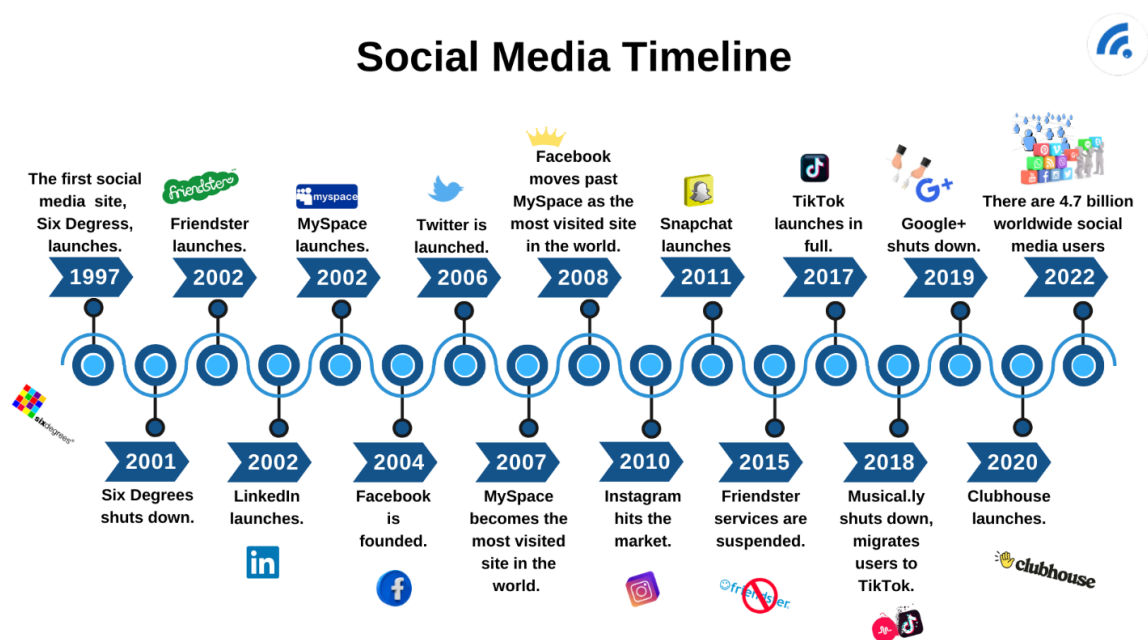 Social Media Timeline
The first social
media site,
Six Degress,
launches.
1997
friendster
Friendster
launches.
2002
myspace
MySpace
launches.
2002
Twitter is
launched.
2006
Facebook
moves past
MySpace as the
most visited site
in the world.
2008
Snapchat
launches
2011
TikTok
launches in
full.
2017
G+
Google+
shuts down.
2019
There are 4.7 billion
worldwide social
media users
2022
sixdegrees
2001
Six Degrees
shuts down.
2002
LinkedIn
launches.
in
2004
Facebook
is
founded.
f
2007
MySpace
becomes the
most visited
site in the
world.
2010
Instagram
hits the
market.
2015
Friendster
services are
suspended.
friendster
2018
Musical.ly
shuts down,
migrates
users to
TikTok.
2020
Clubhouse
launches.
clubhouse